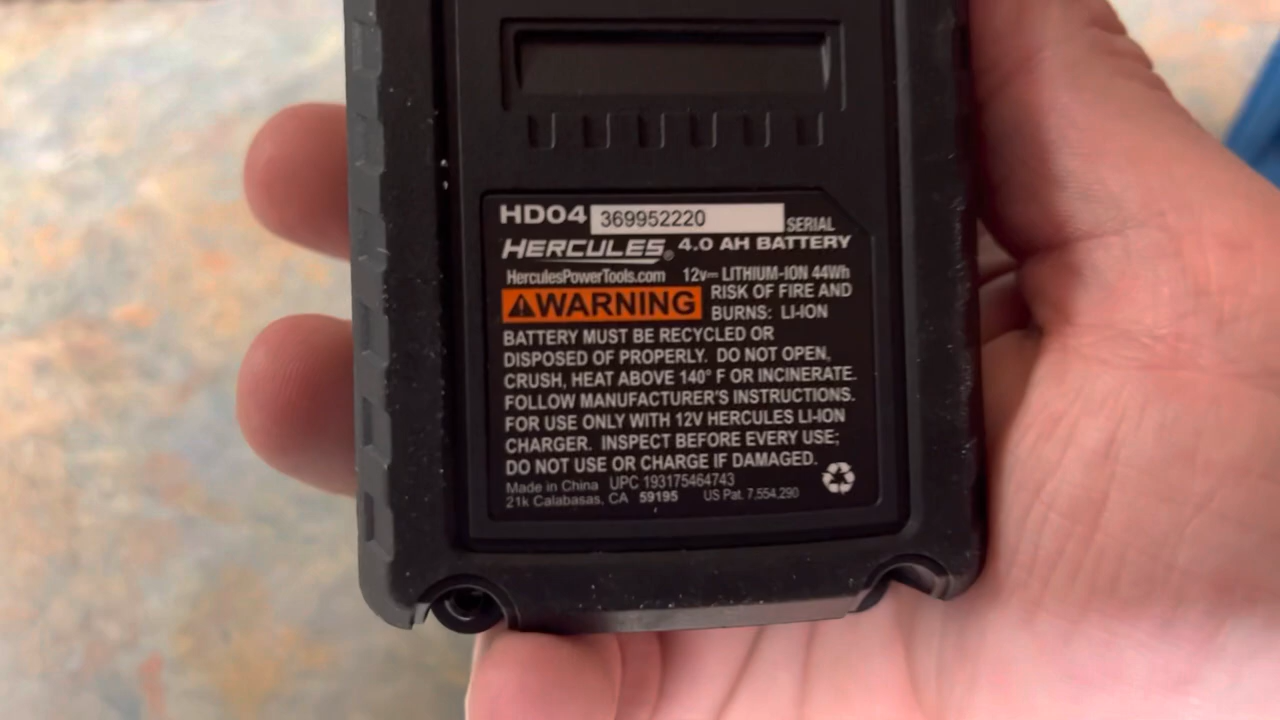 HD04 369952220 SERIAL
HERCULES® 4.0 AH BATTERY
HerculesPowerTools.com 12v⎓ LITHIUM-ION 44Wh
⚠WARNING RISK OF FIRE AND
BURNS: LI-ION
BATTERY MUST BE RECYCLED OR
DISPOSED OF PROPERLY. DO NOT OPEN,
CRUSH, HEAT ABOVE 140° F OR INCINERATE.
FOLLOW MANUFACTURER'S INSTRUCTIONS.
FOR USE ONLY WITH 12V HERCULES LI-ION
CHARGER. INSPECT BEFORE EVERY USE;
DO NOT USE OR CHARGE IF DAMAGED.
Made in China UPC 193175464743
21k Calabasas, CA 59195 US Pat. 7,554,290